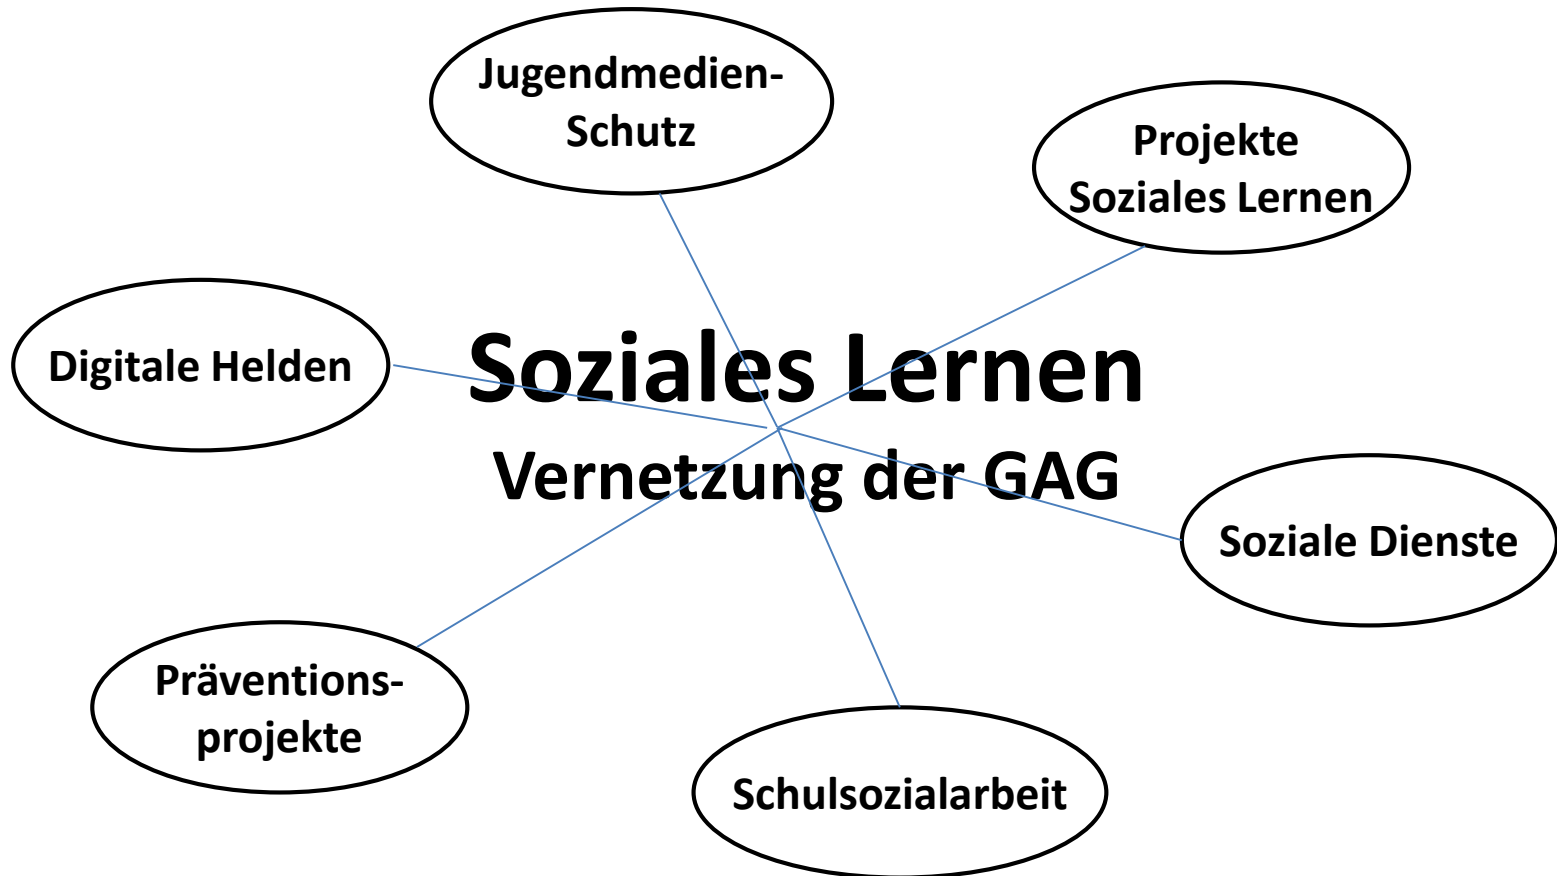 Jugendmedien-
Schutz
Projekte
Soziales Lernen
Digitale Helden
Soziales Lernen
Vernetzung der GAG
Soziale Dienste
Präventions-
projekte
Schulsozialarbeit